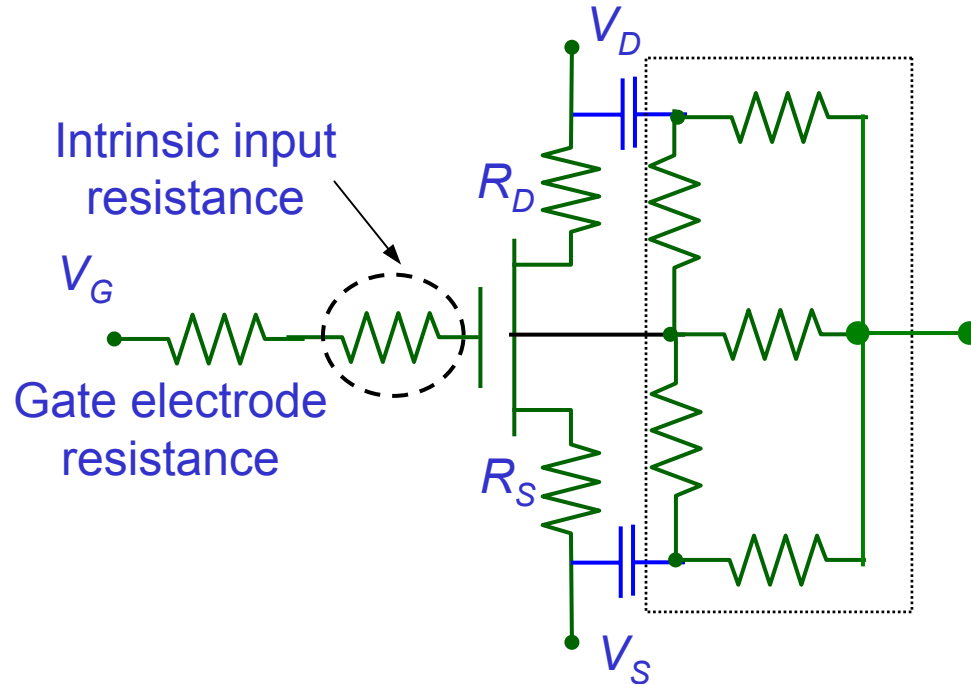 V_D
Intrinsic input
resistance
R_D
V_G
Gate electrode
resistance
R_S
V_S